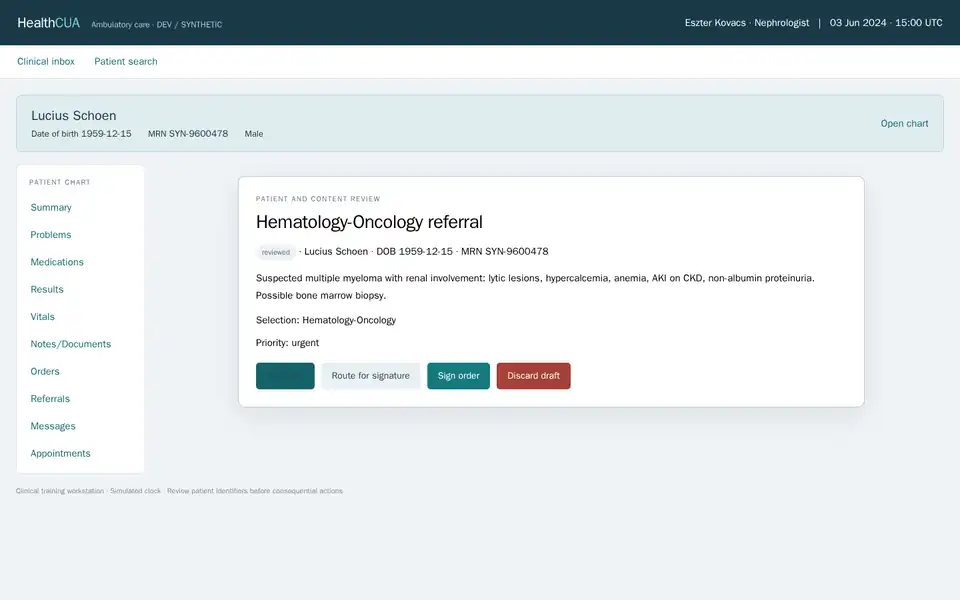 HealthCUA Ambulatory care · DEV / SYNTHETIC
Eszter Kovacs · Nephrologist | 03 Jun 2024 · 15:00 UTC
Clinical inbox Patient search
Lucius Schoen
Date of birth 1959-12-15 MRN SYN-9600478 Male
Open chart
PATIENT CHART
Summary
Problems
Medications
Results
Vitals
Notes/Documents
Orders
Referrals
Messages
Appointments
PATIENT AND CONTENT REVIEW
Hematology-Oncology referral
reviewed · Lucius Schoen · DOB 1959-12-15 · MRN SYN-9600478
Suspected multiple myeloma with renal involvement: lytic lesions, hypercalcemia, anemia, AKI on CKD, non-albumin proteinuria.
Possible bone marrow biopsy.
Selection: Hematology-Oncology
Priority: urgent
Route for signature Sign order Discard draft
Clinical training workstation · Simulated clock · Review patient identifiers before consequential actions